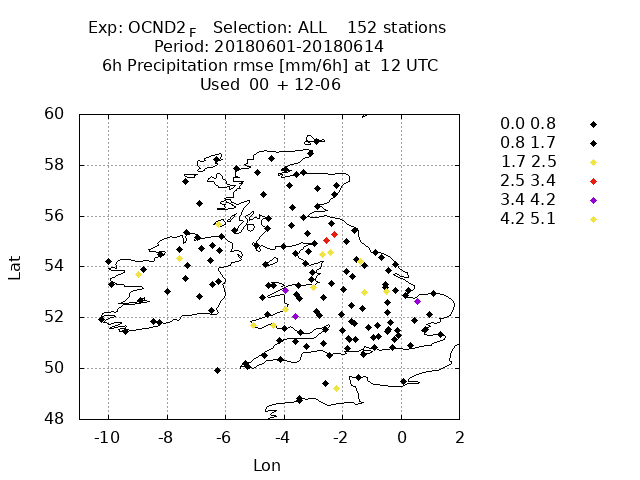 Exp: OCND2 F   Selection: ALL    152 stations
Period: 20180601-20180614
6h Precipitation rmse [mm/6h] at  12 UTC
Used  00 + 12-06
60
58
56
54
52
50
48
Lat
-10 -8 -6 -4 -2 0 2
Lon
0.0 0.8
0.8 1.7
1.7 2.5
2.5 3.4
3.4 4.2
4.2 5.1